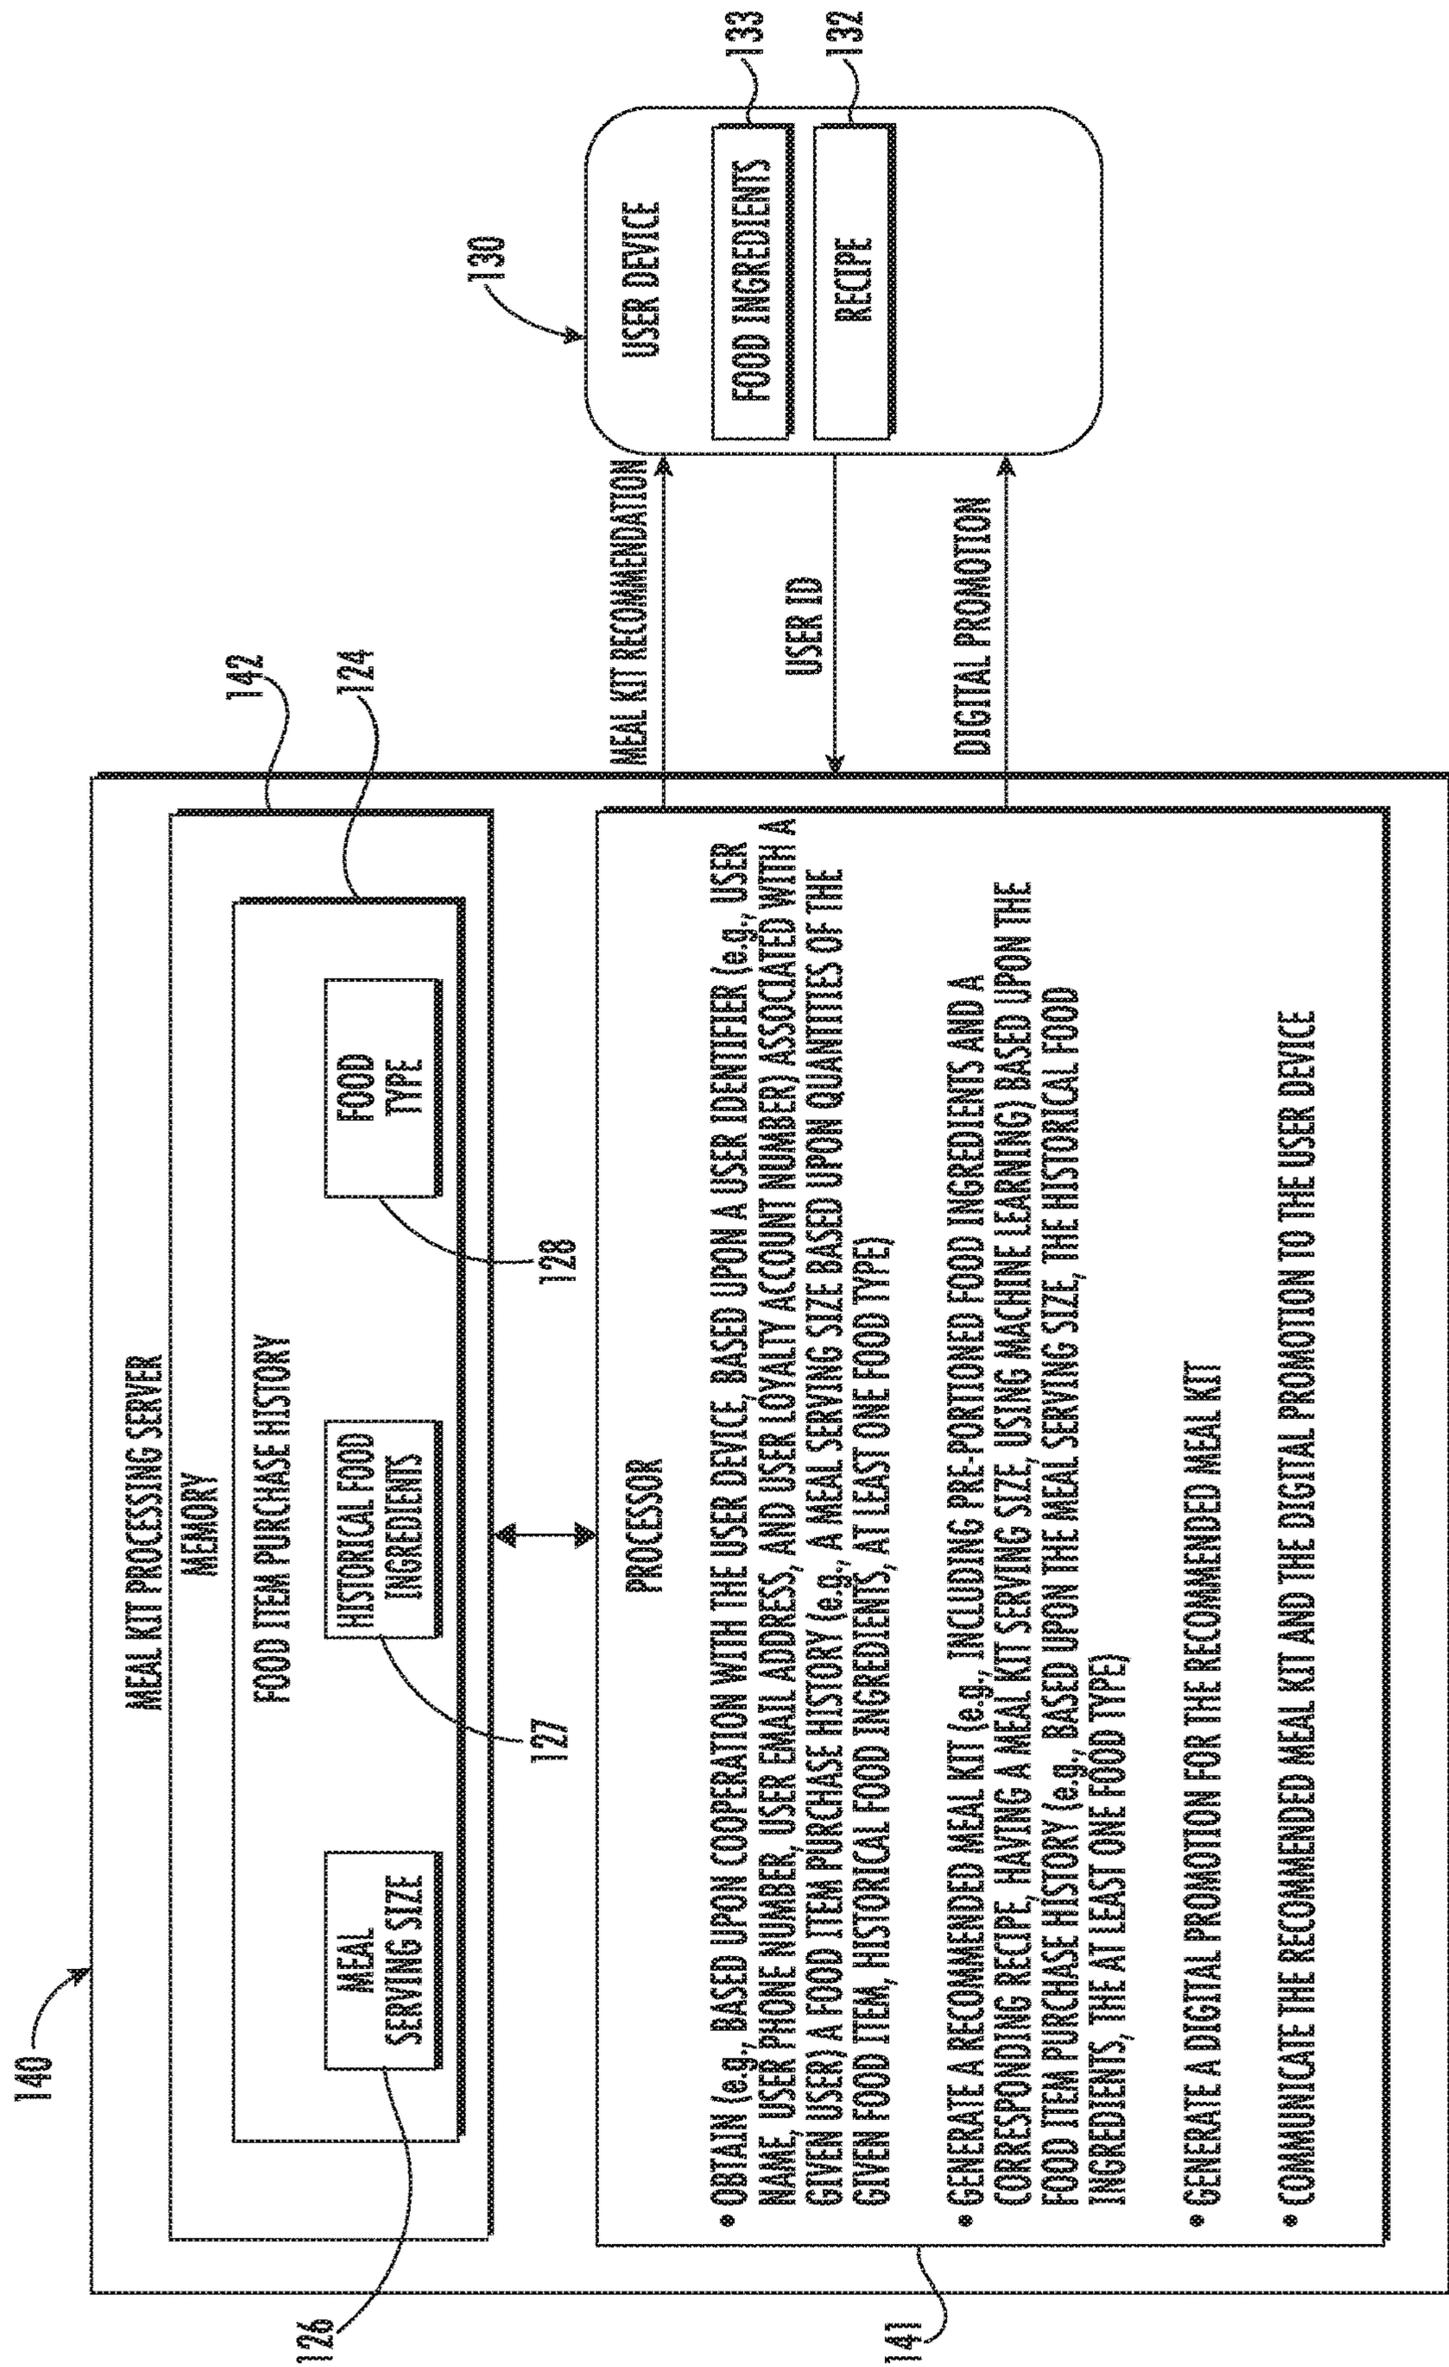 140
MEAL KIT PROCESSING SERVER
MEMORY
142
FOOD ITEM PURCHASE HISTORY
124
MEAL
SERVING SIZE
126
HISTORICAL FOOD
INGREDIENTS
127
FOOD
TYPE
128
PROCESSOR
141
• OBTAIN (e.g., BASED UPON COOPERATION WITH THE USER DEVICE, BASED UPON A USER IDENTIFIER (e.g., USER
NAME, USER PHONE NUMBER, USER EMAIL ADDRESS, AND USER LOYALTY ACCOUNT NUMBER) ASSOCIATED WITH A
GIVEN USER) A FOOD ITEM PURCHASE HISTORY (e.g., A MEAL SERVING SIZE BASED UPON QUANTITIES OF THE
GIVEN FOOD ITEM, HISTORICAL FOOD INGREDIENTS, AT LEAST ONE FOOD TYPE)
• GENERATE A RECOMMENDED MEAL KIT (e.g., INCLUDING PRE-PORTIONED FOOD INGREDIENTS AND A
CORRESPONDING RECIPE, HAVING A MEAL KIT SERVING SIZE, USING MACHINE LEARNING) BASED UPON THE
FOOD ITEM PURCHASE HISTORY (e.g., BASED UPON THE MEAL SERVING SIZE, THE HISTORICAL FOOD
INGREDIENTS, THE AT LEAST ONE FOOD TYPE)
• GENERATE A DIGITAL PROMOTION FOR THE RECOMMENDED MEAL KIT
• COMMUNICATE THE RECOMMENDED MEAL KIT AND THE DIGITAL PROMOTION TO THE USER DEVICE
MEAL KIT RECOMMENDATION
USER ID
DIGITAL PROMOTION
130
USER DEVICE
FOOD INGREDIENTS
133
RECIPE
132